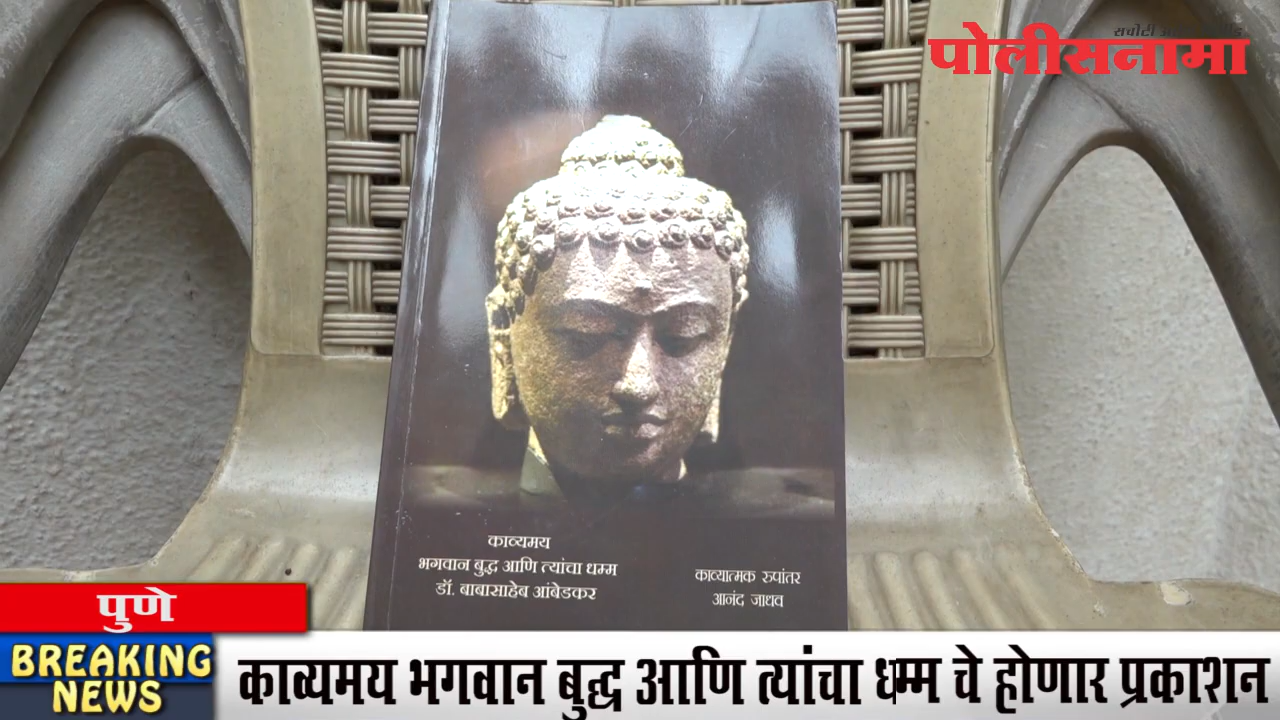 पोलीसनामा
काव्यमय
भगवान बुद्ध आणि त्यांचा धम्म
डॉ. बाबासाहेब आंबेडकर
काव्यात्मक रुपांतर
आनंद जाधव
पुणे
BREAKING
NEWS
काव्यमय भगवान बुद्ध आणि त्यांचा धम्म चे होणार प्रकाशन